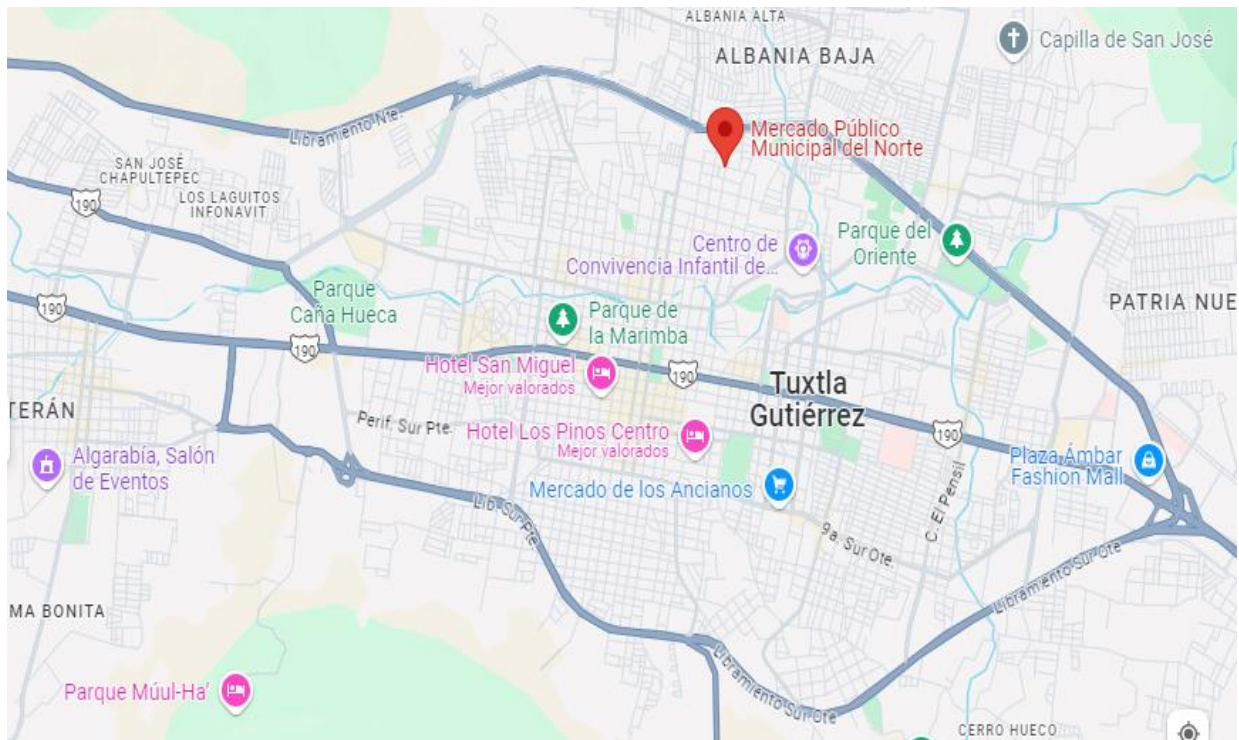 ALBANIA ALTA
Capilla de San José
ALBANIA BAJA
Mercado Público
Municipal del Norte
Libramiento Nte.
SAN JOSÉ
CHAPULTEPEC
190
LOS LAGUITOS
INFONAVIT
Centro de
Convivencia Infantil de...
Parque del
Oriente
Parque
Caña Hueca
190
Parque de
la Marimba
PATRIA NUE
190
Hotel San Miguel
Mejor valorados
190
Tuxtla
Gutiérrez
TERÁN
Perif. Sur Pte.
Hotel Los Pinos Centro
Mejor valorados
190
Algarabía, Salón
de Eventos
Plaza Ámbar
Fashion Mall
Mercado de los Ancianos
Lib. Sur Pte.
C. El Pensil
9a. Sur Ote.
Libramiento Sur Ote
MA BONITA
Parque Múul-Ha'
Libramiento Sur Ote
CERRO HUECO